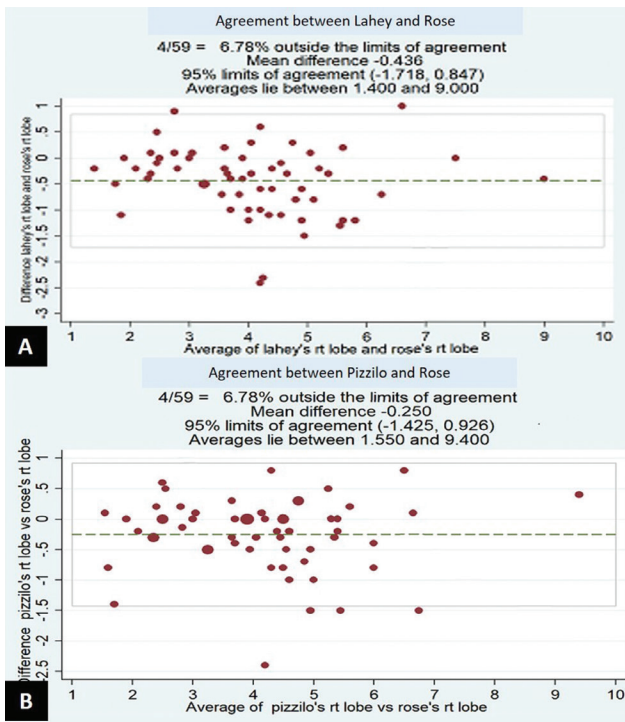 Agreement between Lahey and Rose
4/59 = 6.78% outside the limits of agreement
Mean difference -0.436
95% limits of agreement (-1.718, 0.847)
Averages lie between 1.400 and 9.000
Difference lahey's rt lobe and rose's rt lobe
1
.5
0
-.5
-1
-1.5
-2
-2.5
-3
1 2 3 4 5 6 7 8 9 10
Average of lahey's rt lobe and rose's rt lobe
A
Agreement between Pizzilo and Rose
4/59 = 6.78% outside the limits of agreement
Mean difference -0.250
95% limits of agreement (-1.425, 0.926)
Averages lie between 1.550 and 9.400
Difference pizzilo's rt lobe vs rose's rt lobe
1
.5
0
-.5
-1
-1.5
-2
-2.5
1 2 3 4 5 6 7 8 9 10
Average of pizzilo's rt lobe vs rose's rt lobe
B